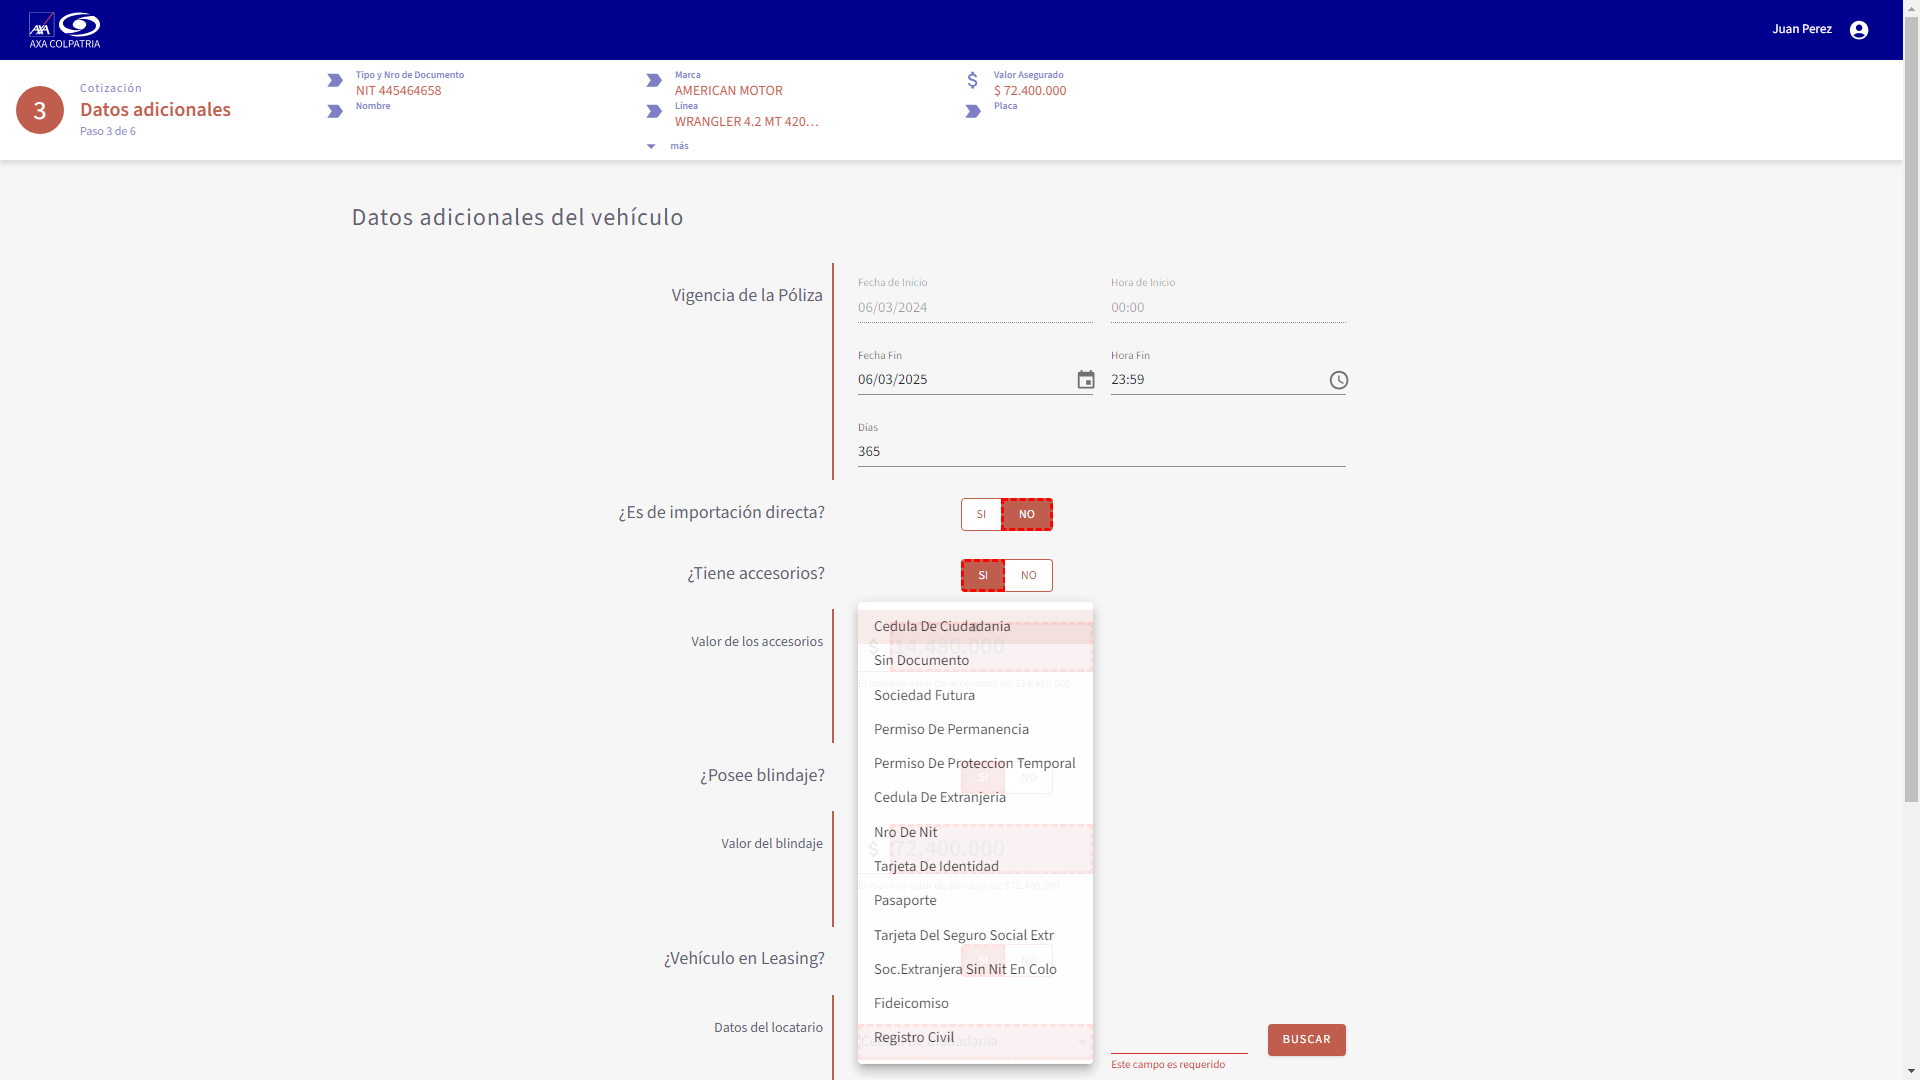 AXA COLPATRIA
Juan Perez
3
Cotización
Datos adicionales
Paso 3 de 6
Tipo y Nro de Documento
NIT 445464658
Nombre
Marca
AMERICAN MOTOR
Línea
WRANGLER 4.2 MT 420...
más
Valor Asegurado
$ 72.400.000
Placa
Datos adicionales del vehículo
Vigencia de la Póliza
Fecha de Inicio
06/03/2024
Hora de Inicio
00:00
Fecha Fin
06/03/2025
Hora Fin
23:59
Días
365
¿Es de importación directa?
SI NO
¿Tiene accesorios?
SI NO
Valor de los accesorios
$ 14.480.000
El máximo valor de Accesorios es: $14.480.000
¿Posee blindaje?
SI NO
Valor del blindaje
$ 72.400.000
El máximo valor de Blindaje es: $72.400.000
¿Vehículo en Leasing?
SI NO
Datos del locatario
Cedula De Ciudadania
Sin Documento
Sociedad Futura
Permiso De Permanencia
Permiso De Proteccion Temporal
Cedula De Extranjeria
Nro De Nit
Tarjeta De Identidad
Pasaporte
Tarjeta Del Seguro Social Extr
Soc.Extranjera Sin Nit En Colo
Fideicomiso
Registro Civil
Este campo es requerido
BUSCAR